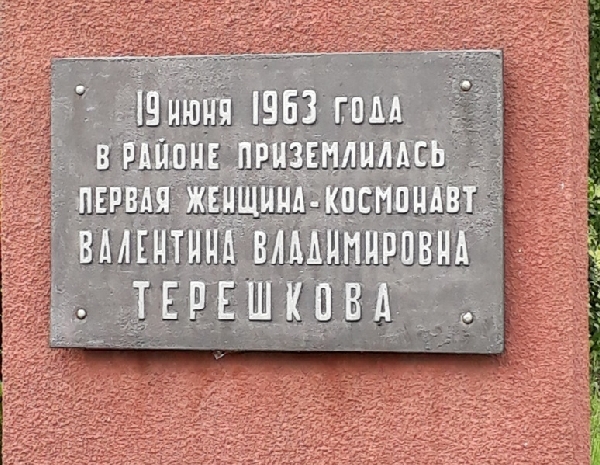 19 июня 1963 ГОДА
В РАЙОНЕ ПРИЗЕМЛИЛАСЬ
ПЕРВАЯ ЖЕНЩИНА-КОСМОНАВТ
ВАЛЕНТИНА ВЛАДИМИРОВНА
ТЕРЕШКОВА